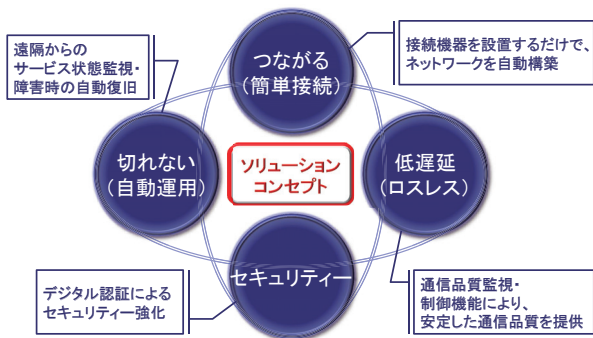 遠隔からの
サービス状態監視・
障害時の自動復旧
つながる
(簡単接続)
接続機器を設置するだけで、
ネットワークを自動構築
切れない
(自動運用)
ソリューション
コンセプト
低遅延
(ロスレス)
セキュリティー
デジタル認証による
セキュリティー強化
通信品質監視・
制御機能により、
安定した通信品質を提供